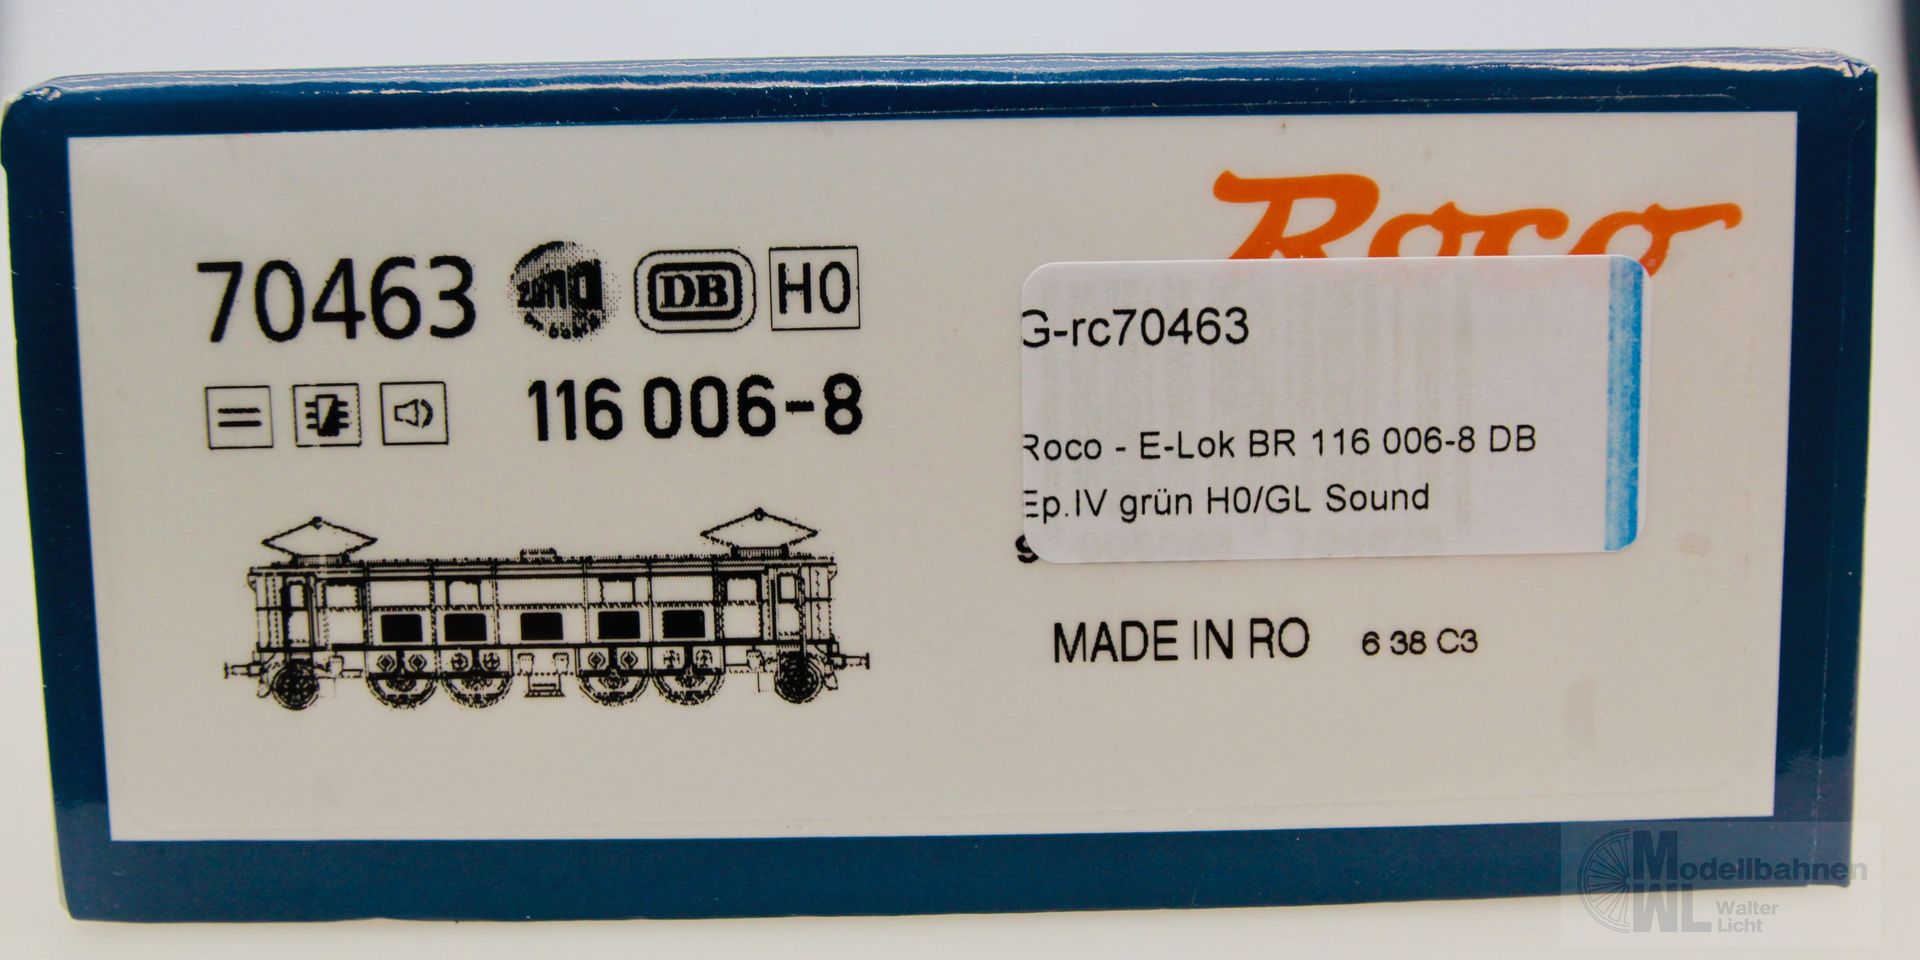 70463 DB H0
116 006-8
Roco
G-rc70463
Roco - E-Lok BR 116 006-8 DB
Ep.IV grün H0/GL Sound
MADE IN RO 6 38 C3
Modellbahnen
WL Walter
Licht